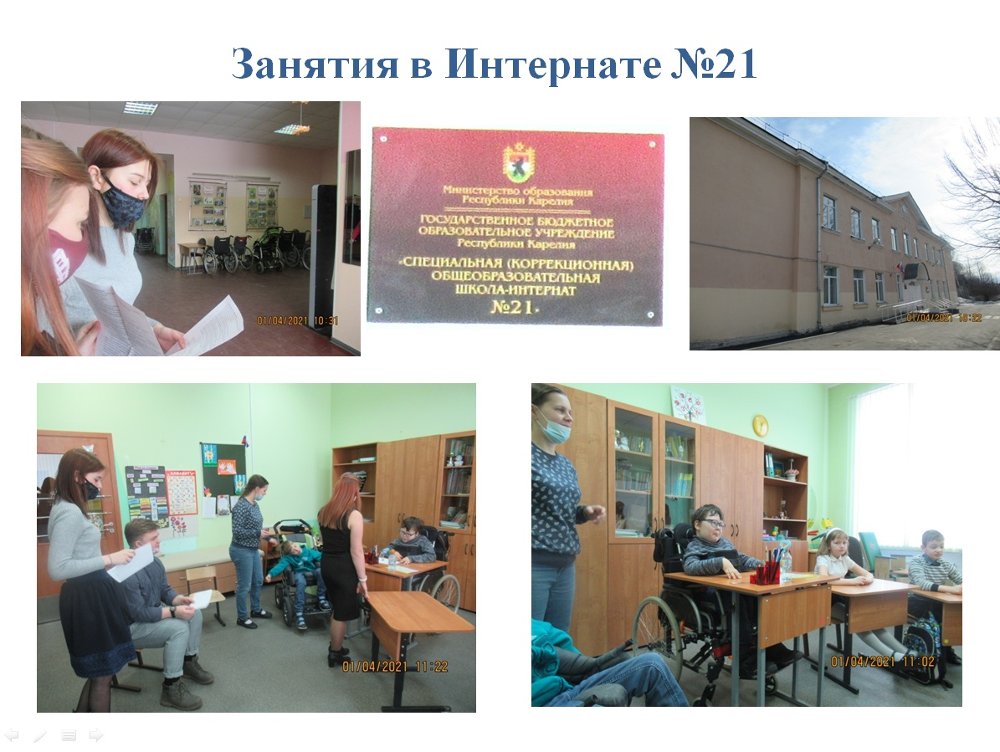 Занятия в Интернате №21
01/04/2021 10:31
Министерство образования
Республики Карелия
ГОСУДАРСТВЕННОЕ БЮДЖЕТНОЕ
ОБРАЗОВАТЕЛЬНОЕ УЧРЕЖДЕНИЕ
Республики Карелия
«СПЕЦИАЛЬНАЯ (КОРРЕКЦИОННАЯ)
ОБЩЕОБРАЗОВАТЕЛЬНАЯ
ШКОЛА-ИНТЕРНАТ
№21»
01/04/2021 10:22
01/04/2021 11:22
01/04/2021 11:02